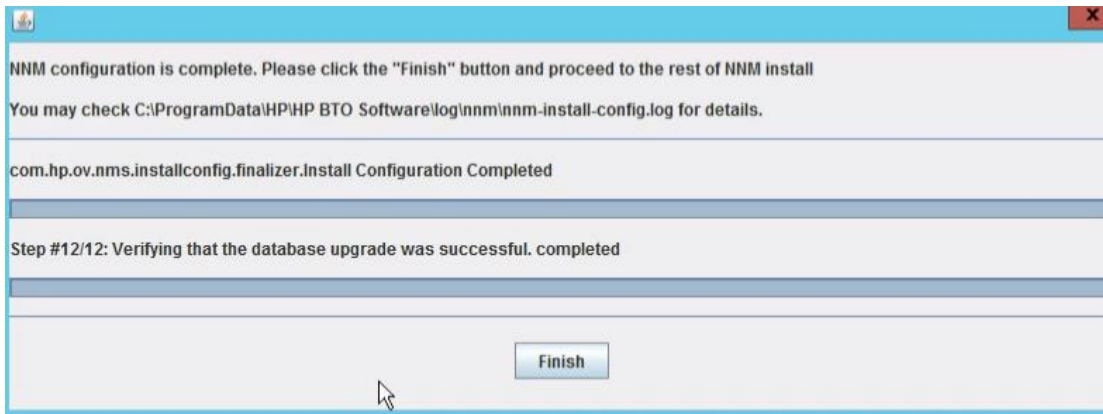 X
NNM configuration is complete. Please click the "Finish" button and proceed to the rest of NNM install
You may check C:\ProgramData\HP\HP BTO Software\log\nnm\nnm-install-config.log for details.
com.hp.ov.nms.installconfig.finalizer.Install Configuration Completed
Step #12/12: Verifying that the database upgrade was successful. completed
Finish